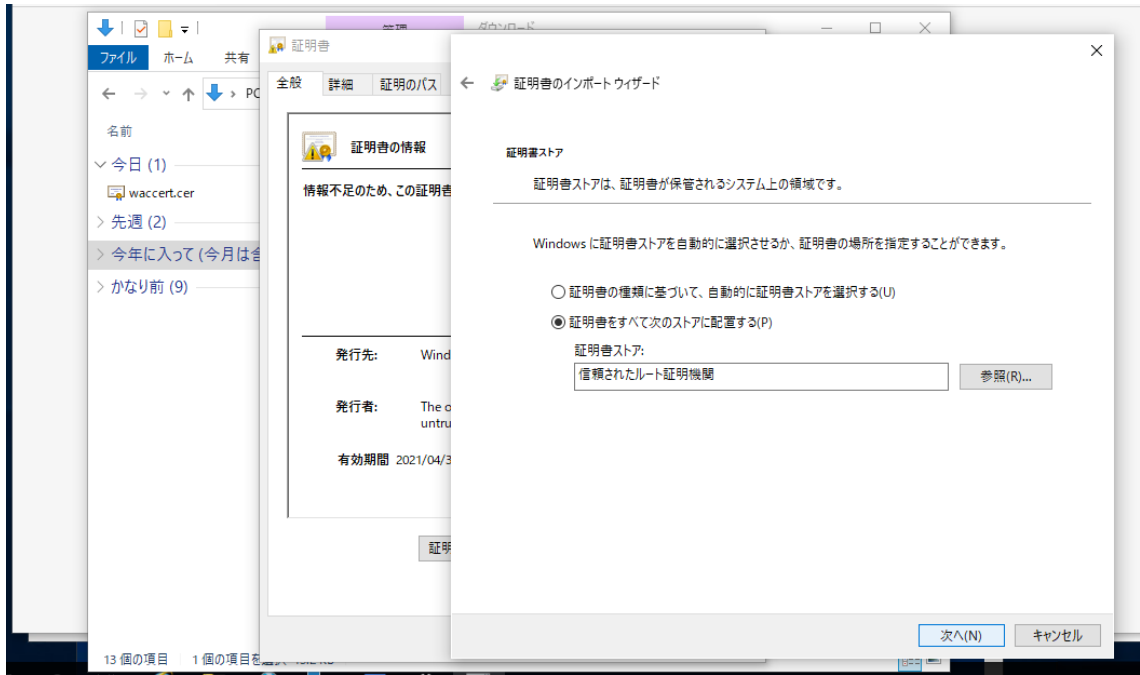 ダウンロード
ファイル ホーム 共有
PC
名前
今日 (1)
waccert.cer
先週 (2)
今年に入って (今月は
かなり前 (9)
13 個の項目 1 個の項目を
証明書
全般 詳細 証明のパス
証明書の情報
情報不足のため、この証明書
発行先: Wind
発行者: The o
untru
有効期間 2021/04/3
証明
証明書のインポート ウィザード
証明書ストア
証明書ストアは、証明書が保管されるシステム上の領域です。
Windows に証明書ストアを自動的に選択させるか、証明書の場所を指定することができます。
証明書の種類に基づいて、自動的に証明書ストアを選択する(U)
証明書をすべて次のストアに配置する(P)
証明書ストア:
信頼されたルート証明機関
参照(R)...
次へ(N) キャンセル